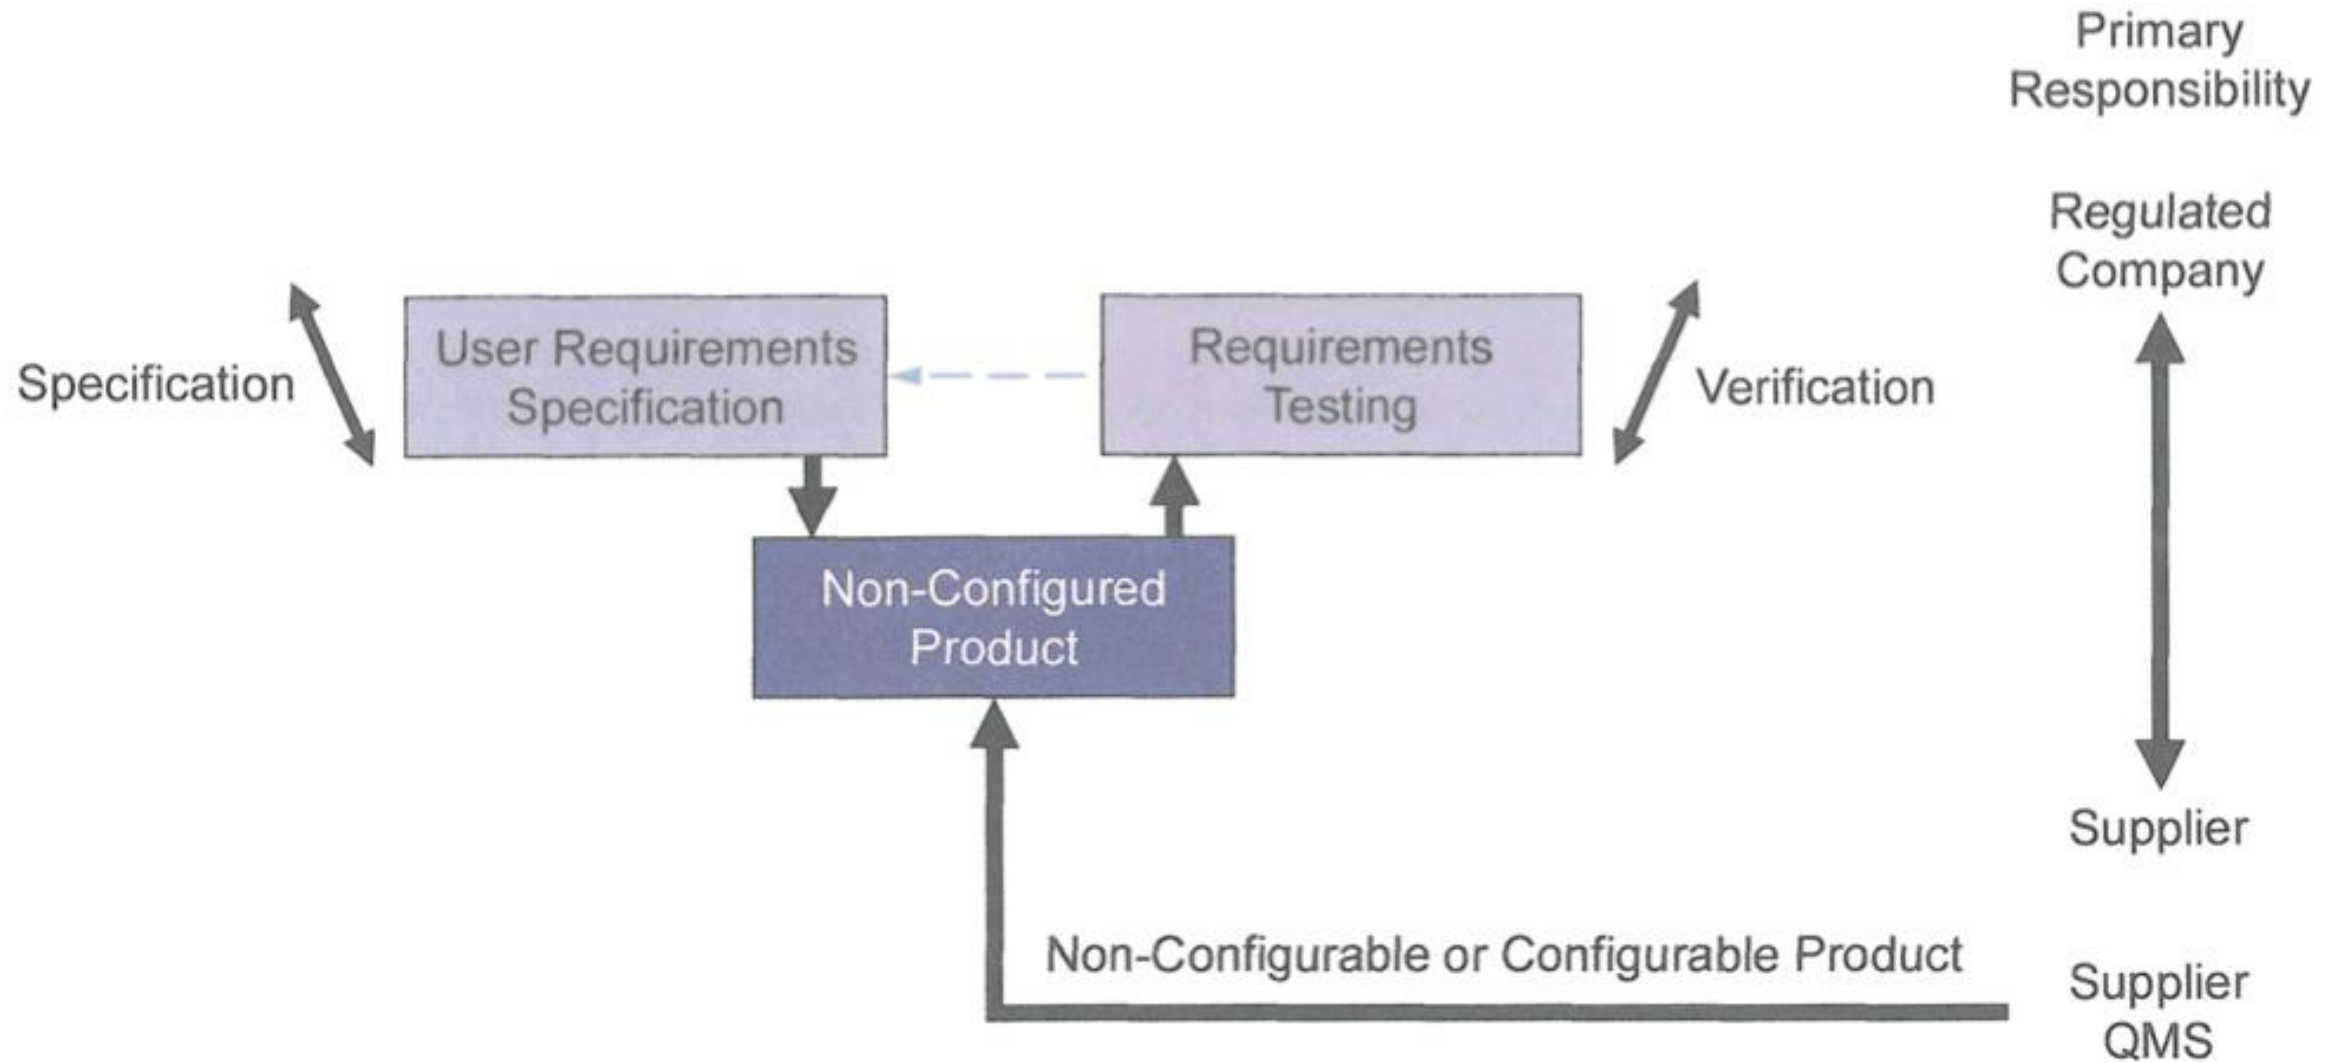 Primary
Responsibility
Regulated
Company
Specification
User Requirements
Specification
Requirements
Testing
Verification
Non-Configured
Product
Supplier
Non-Configurable or Configurable Product
Supplier
QMS